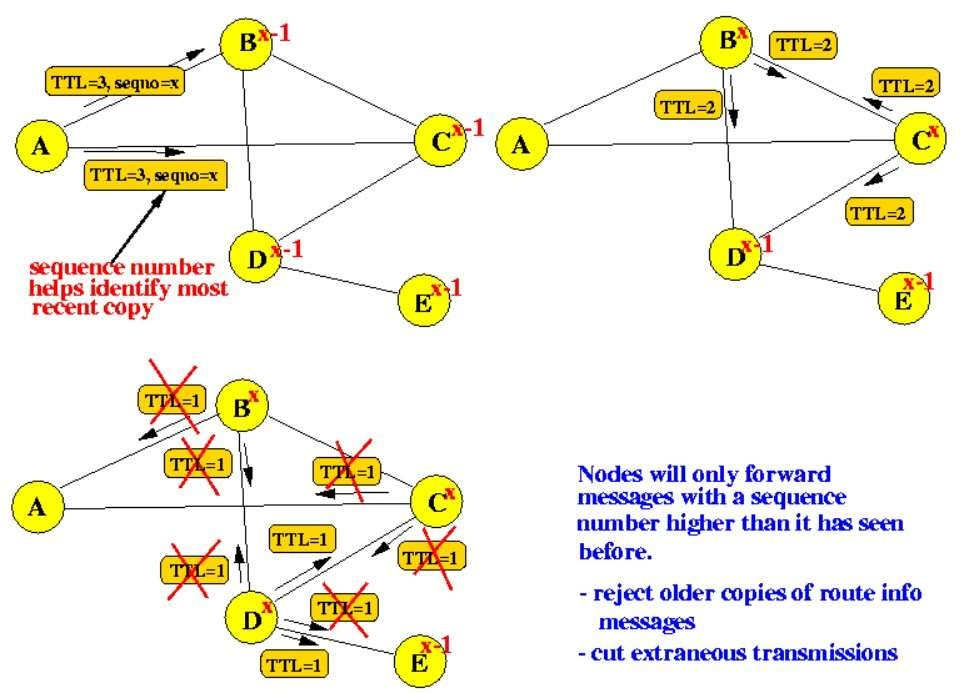 B x-1
TTL=3, seqno=x
A
C x-1
TTL=3, seqno=x
D x-1
sequence number
helps identify most
recent copy
E x-1
B x
TTL=2
TTL=2
TTL=2
A
C x
TTL=2
D x-1
E x-1
TTL=1
B x
TTL=1
TTL=1
A
C x
TTL=1
TTL=1
TTL=1
D x
TTL=1
TTL=1
E x-1
Nodes will only forward
messages with a sequence
number higher than it has seen
before.
- reject older copies of route info
messages
- cut extraneous transmissions